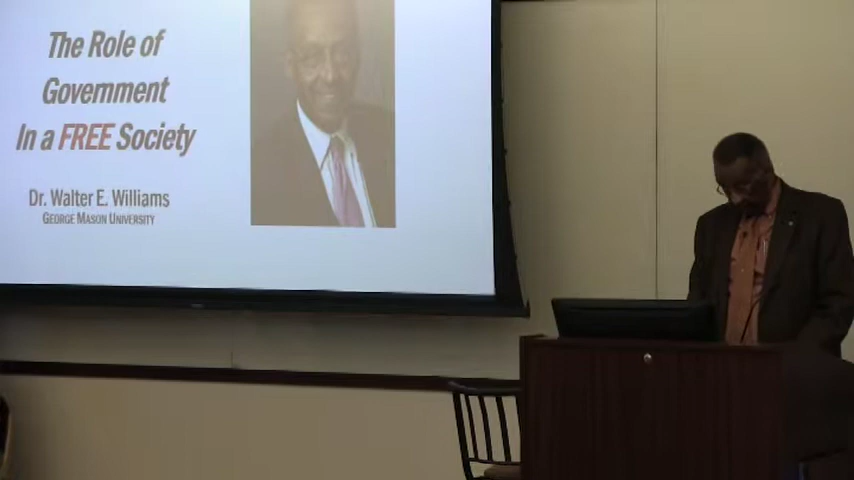 The Role of
Government
In a FREE Society
Dr. Walter E. Williams
GEORGE MASON UNIVERSITY